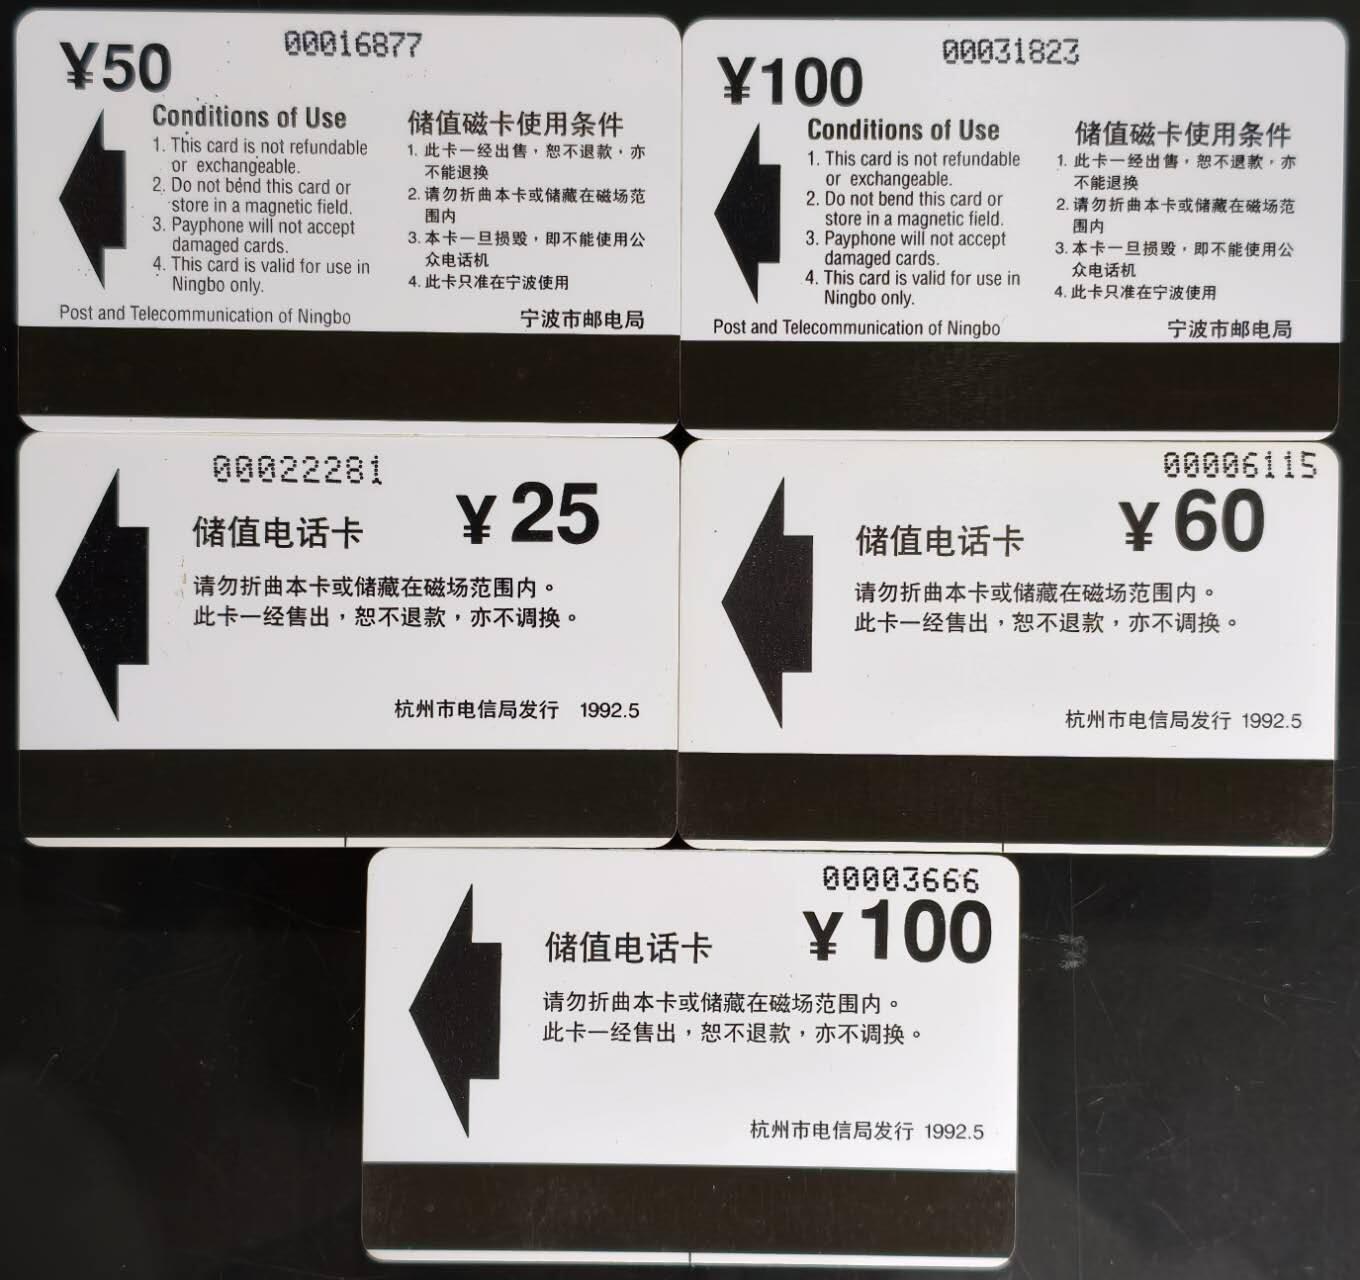 00016877
¥50
Conditions of Use
1. This card is not refundable
or exchangeable.
2. Do not bend this card or
store in a magnetic field.
3. Payphone will not accept
damaged cards.
4. This card is valid for use in
Ningbo only.
储值磁卡使用条件
1. 此卡一经出售，恕不退款，亦
不能退换
2. 请勿折曲本卡或储藏在磁场范
围内
3. 本卡一旦损毁，即不能使用公
众电话机
4. 此卡只准在宁波使用
Post and Telecommunication of Ningbo
宁波市邮电局
00031823
¥100
Conditions of Use
1. This card is not refundable
or exchangeable.
2. Do not bend this card or
store in a magnetic field.
3. Payphone will not accept
damaged cards.
4. This card is valid for use in
Ningbo only.
储值磁卡使用条件
1. 此卡一经出售，恕不退款，亦
不能退换
2. 请勿折曲本卡或储藏在磁场范
围内
3. 本卡一旦损毁，即不能使用公
众电话机
4. 此卡只准在宁波使用
Post and Telecommunication of Ningbo
宁波市邮电局
00022281
¥25
储值电话卡
请勿折曲本卡或储藏在磁场范围内。
此卡一经售出，恕不退款，亦不调换。
杭州市电信局发行 1992.5
00006115
¥60
储值电话卡
请勿折曲本卡或储藏在磁场范围内。
此卡一经售出，恕不退款，亦不调换。
杭州市电信局发行 1992.5
00003666
¥100
储值电话卡
请勿折曲本卡或储藏在磁场范围内。
此卡一经售出，恕不退款，亦不调换。
杭州市电信局发行 1992.5